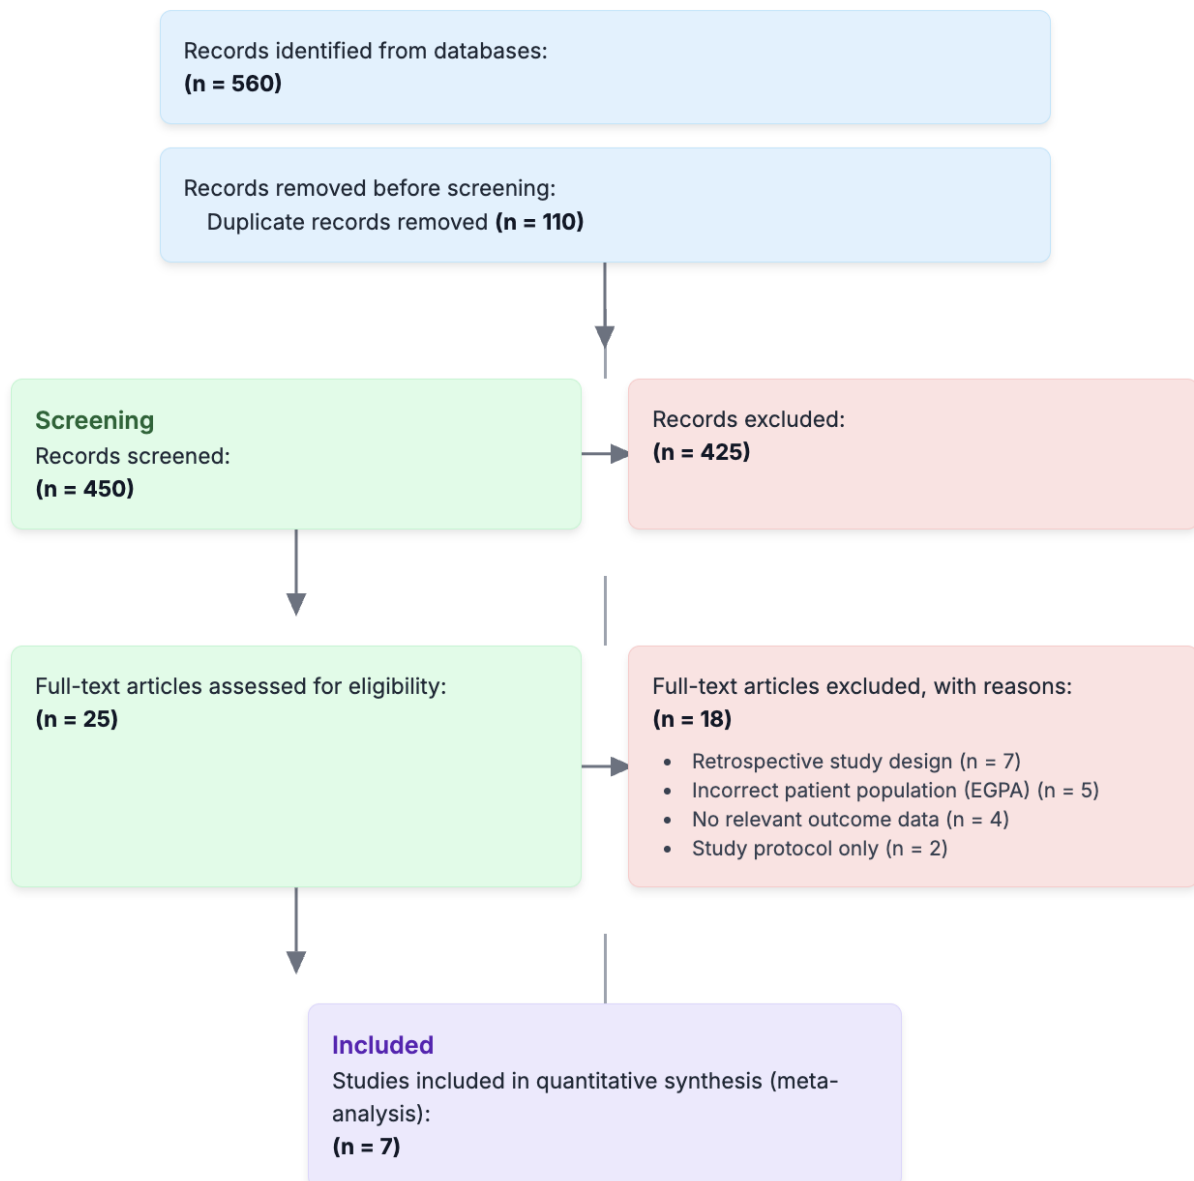 Records identified from databases:
(n = 560)
Records removed before screening:
Duplicate records removed (n = 110)
Screening
Records screened:
(n = 450)
Records excluded:
(n = 425)
Full-text articles assessed for eligibility:
(n = 25)
Full-text articles excluded, with reasons:
(n = 18)
• Retrospective study design (n = 7)
• Incorrect patient population (EGPA) (n = 5)
• No relevant outcome data (n = 4)
• Study protocol only (n = 2)
Included
Studies included in quantitative synthesis (meta-
analysis):
(n = 7)